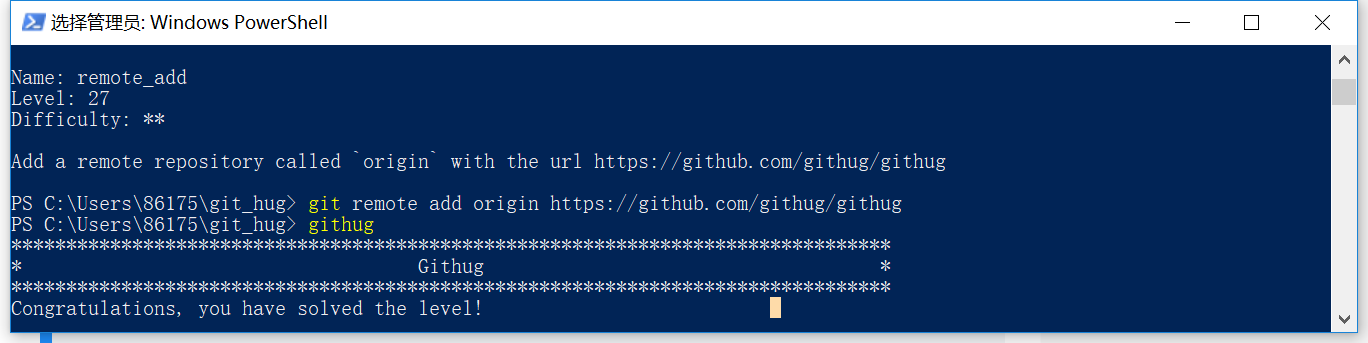 选择管理员: Windows PowerShell
Name: remote_add
Level: 27
Difficulty: **
Add a remote repository called `origin` with the url https://github.com/githug/githug
PS C:\Users\86175\git_hug> git remote add origin https://github.com/githug/githug
PS C:\Users\86175\git_hug> githug
********************************************************************************
*                                    Githug                                    *
********************************************************************************
Congratulations, you have solved the level!